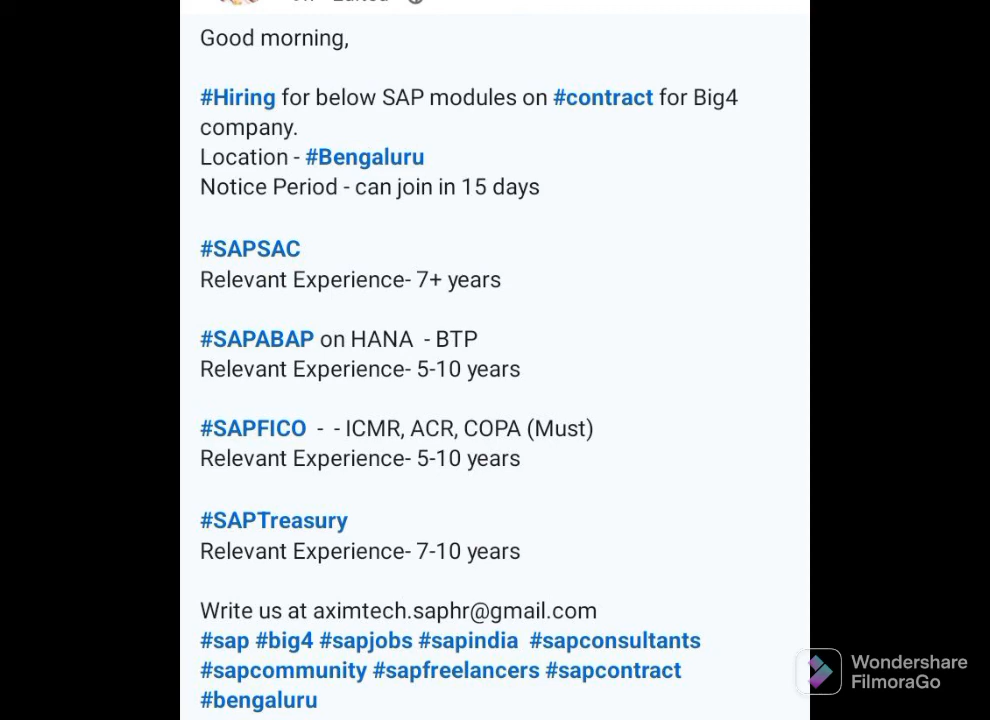 Good morning,
#Hiring for below SAP modules on #contract for Big4
company.
Location - #Bengaluru
Notice Period - can join in 15 days
#SAPSAC
Relevant Experience- 7+ years
#SAPABAP on HANA  - BTP
Relevant Experience- 5-10 years
#SAPFICO  -  - ICMR, ACR, COPA (Must)
Relevant Experience- 5-10 years
#SAPTreasury
Relevant Experience- 7-10 years
Write us at aximtech.saphr@gmail.com
#sap #big4 #sapjobs #sapindia  #sapconsultants
#sapcommunity #sapfreelancers #sapcontract
#bengaluru
Wondershare
FilmoraGo